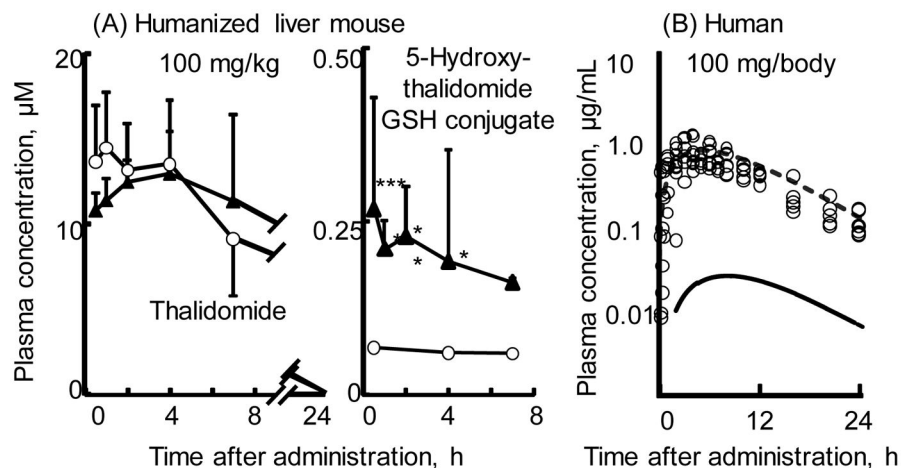 (A) Humanized liver mouse
100 mg/kg
Plasma concentration, µM
20
10
0
Thalidomide
0
4
8
24
5-Hydroxy-
thalidomide
GSH conjugate
0.50
0.25
0
***
*
*
*
*
0
4
8
Time after administration, h
(B) Human
100 mg/body
Plasma concentration, µg/mL
10
1.0
0.1
0.01
0
12
24
Time after administration, h